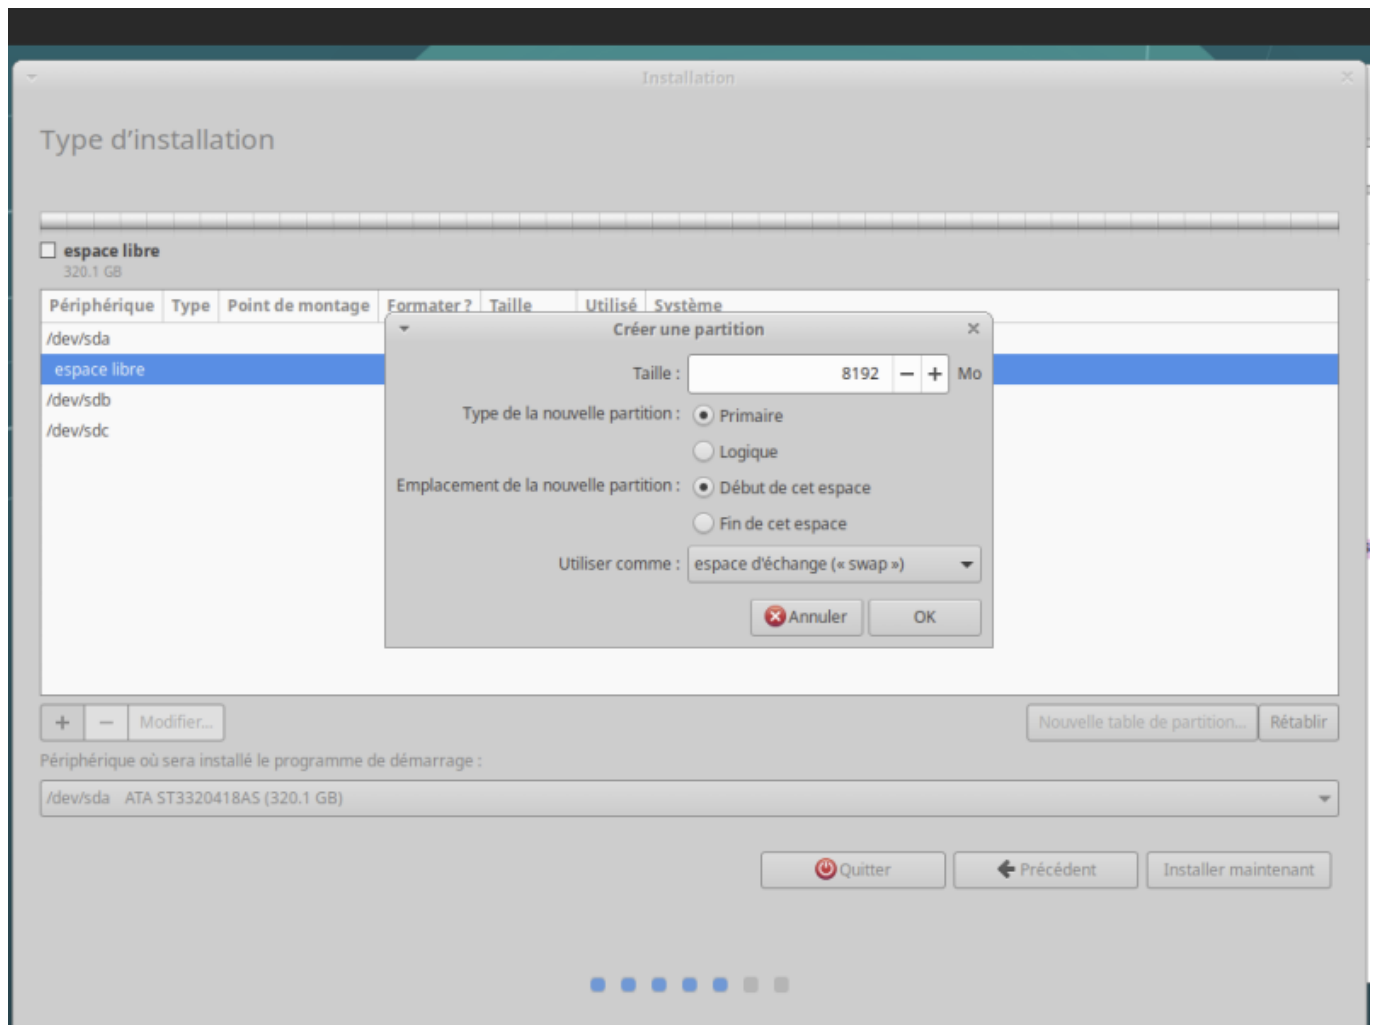 Installation
Type d'installation
espace libre
320.1 GB
Périphérique Type Point de montage Formater ? Taille Utilisé Système
/dev/sda
espace libre
/dev/sdb
/dev/sdc
Créer une partition
Taille : 8192 Mo
Type de la nouvelle partition : Primaire
Logique
Emplacement de la nouvelle partition : Début de cet espace
Fin de cet espace
Utiliser comme : espace d'échange (« swap »)
Annuler OK
+ − Modifier... Nouvelle table de partition... Rétablir
Périphérique où sera installé le programme de démarrage :
/dev/sda ATA ST3320418AS (320.1 GB)
Quitter Précédent Installer maintenant